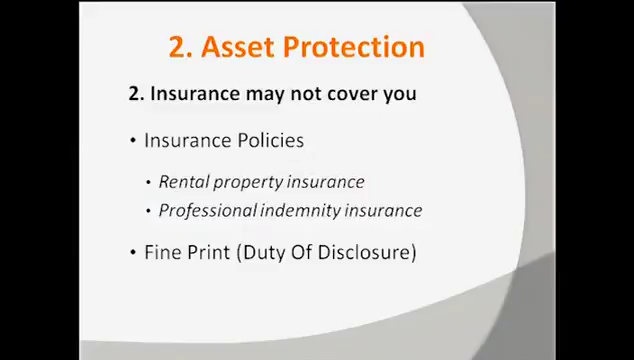 2. Asset Protection
2. Insurance may not cover you
• Insurance Policies
• Rental property insurance
• Professional indemnity insurance
• Fine Print (Duty Of Disclosure)